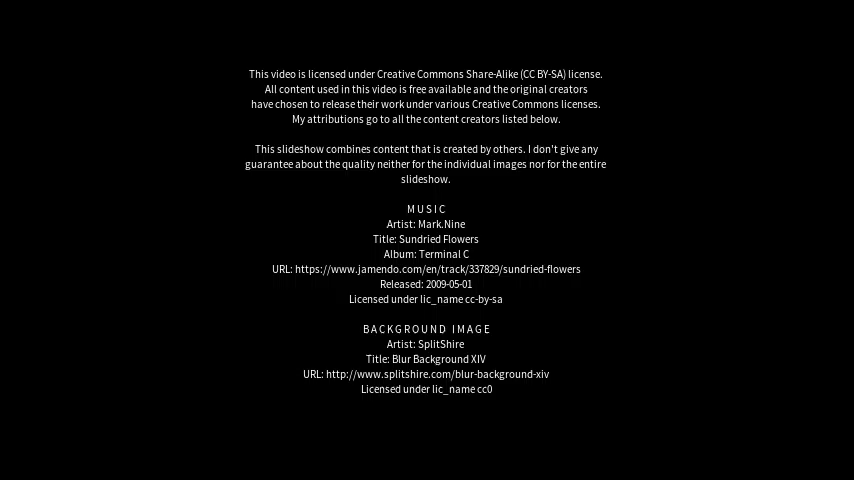 This video is licensed under Creative Commons Share-Alike (CC BY-SA) license.
All content used in this video is free available and the original creators
have chosen to release their work under various Creative Commons licenses.
My attributions go to all the content creators listed below.
This slideshow combines content that is created by others. I don't give any
guarantee about the quality neither for the individual images nor for the entire
slideshow.
MUSIC
Artist: Mark.Nine
Title: Sundried Flowers
Album: Terminal C
URL: https://www.jamendo.com/en/track/337829/sundried-flowers
Released: 2009-05-01
Licensed under lic_name cc-by-sa
BACKGROUND IMAGE
Artist: SplitShire
Title: Blur Background XIV
URL: http://www.splitshire.com/blur-background-xiv
Licensed under lic_name cc0